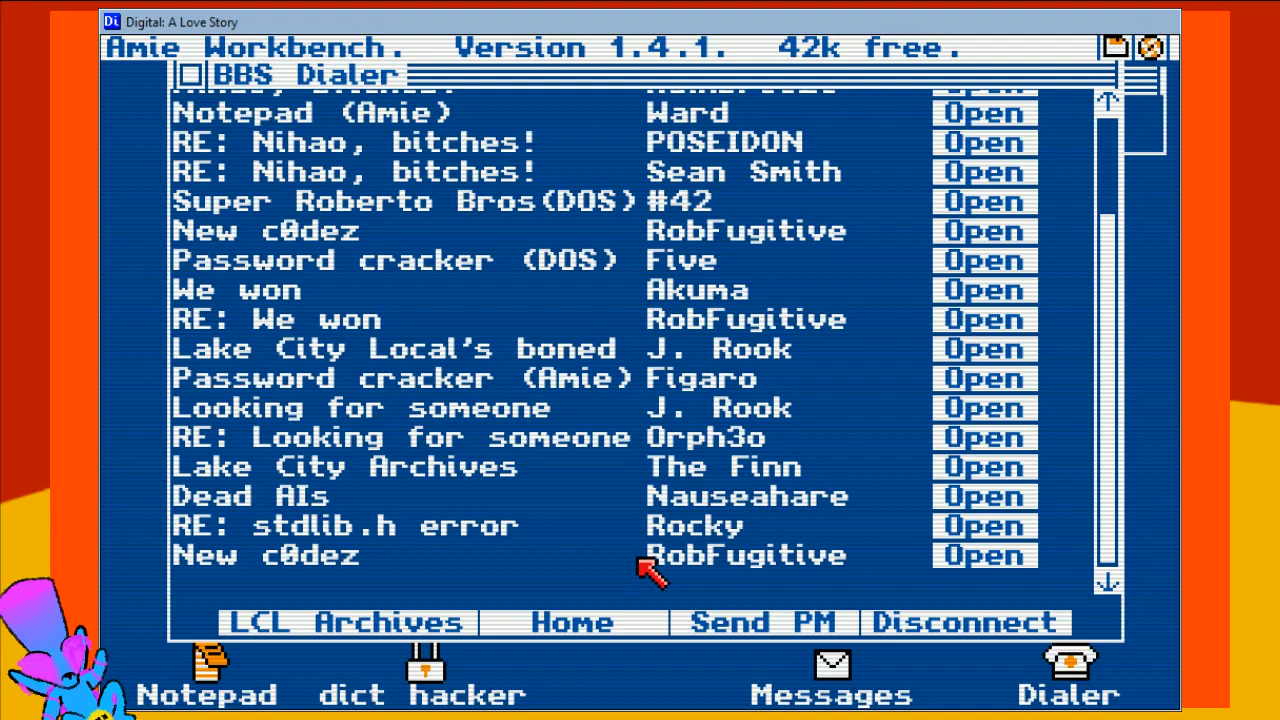 Di Digital: A Love Story
Amie Workbench. Version 1.4.1. 42k free.
BBS Dialer
Notepad (Amie) Ward Open
RE: Nihao, bitches! POSEIDON Open
RE: Nihao, bitches! Sean Smith Open
Super Roberto Bros(DOS) #42 Open
New c0dez RobFugitive Open
Password cracker (DOS) Five Open
We won Akuma Open
RE: We won RobFugitive Open
Lake City Local's boned J. Rook Open
Password cracker (Amie) Figaro Open
Looking for someone J. Rook Open
RE: Looking for someone 0rph3o Open
Lake City Archives The Finn Open
Dead AIs Nauseahare Open
RE: stdlib.h error Rocky Open
New c0dez RobFugitive Open
LCL Archives Home Send PM Disconnect
Notepad dict hacker Messages Dialer